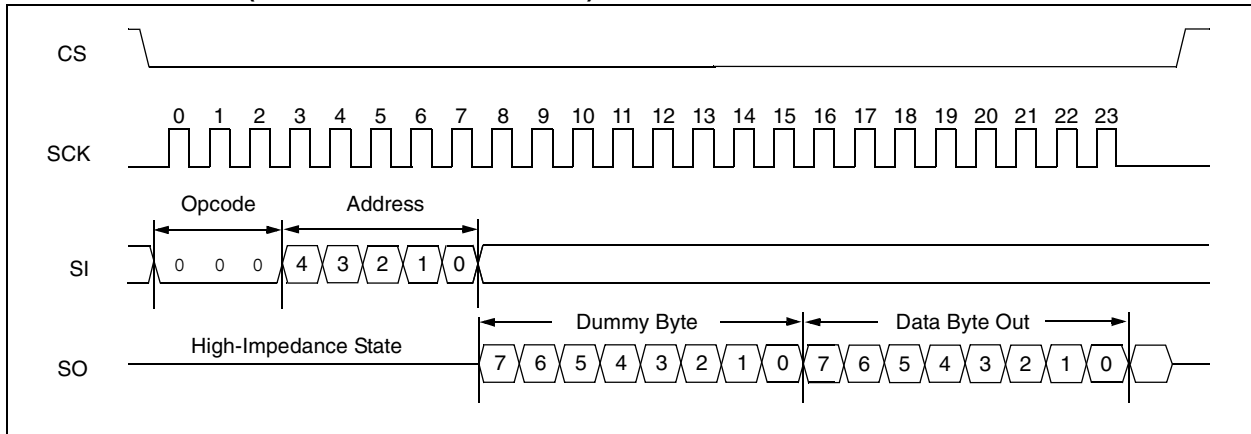 CS
0 1 2 3 4 5 6 7 8 9 10 11 12 13 14 15 16 17 18 19 20 21 22 23
SCK
Opcode Address
SI 0 0 0 4 3 2 1 0
Dummy Byte Data Byte Out
High-Impedance State
SO 7 6 5 4 3 2 1 0 7 6 5 4 3 2 1 0